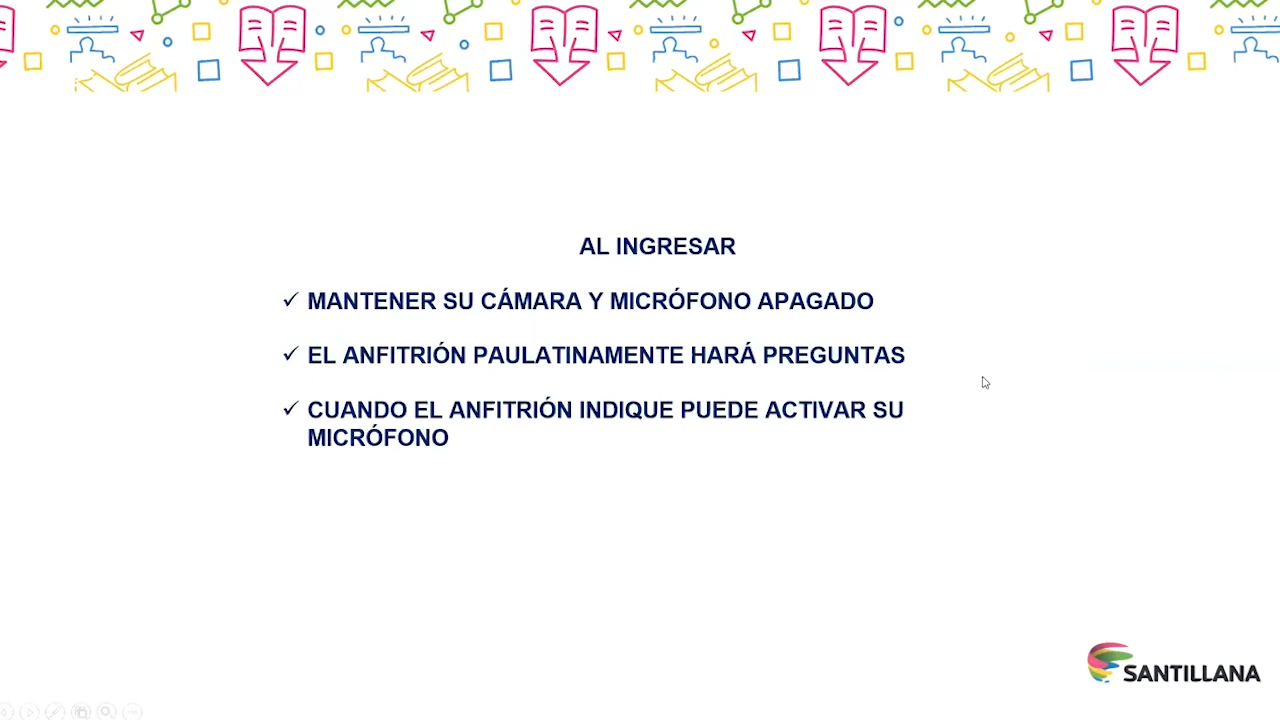 AL INGRESAR
✓ MANTENER SU CÁMARA Y MICRÓFONO APAGADO
✓ EL ANFITRIÓN PAULATINAMENTE HARÁ PREGUNTAS
✓ CUANDO EL ANFITRIÓN INDIQUE PUEDE ACTIVAR SU
MICRÓFONO
SANTILLANA